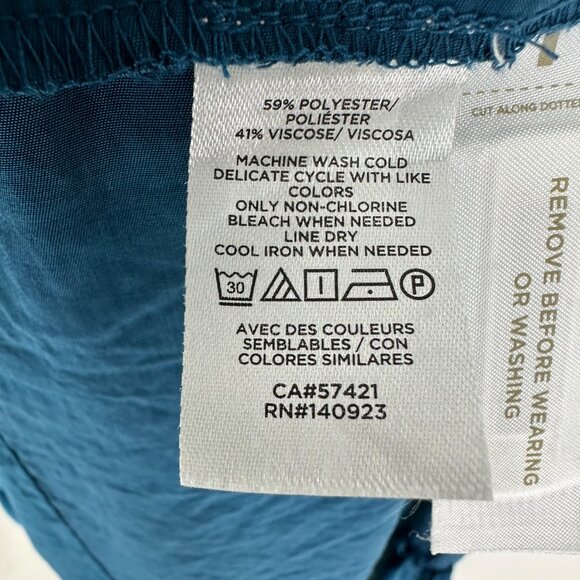 59% POLYESTER/
POLIÉSTER
41% VISCOSE/ VISCOSA
MACHINE WASH COLD
DELICATE CYCLE WITH LIKE
COLORS
ONLY NON-CHLORINE
BLEACH WHEN NEEDED
LINE DRY
COOL IRON WHEN NEEDED
30 P
AVEC DES COULEURS
SEMBLABLES / CON
COLORES SIMILARES
CA#57421
RN#140923
CUT ALONG DOTTE
REMOVE BEFORE WEARING
OR WASHING